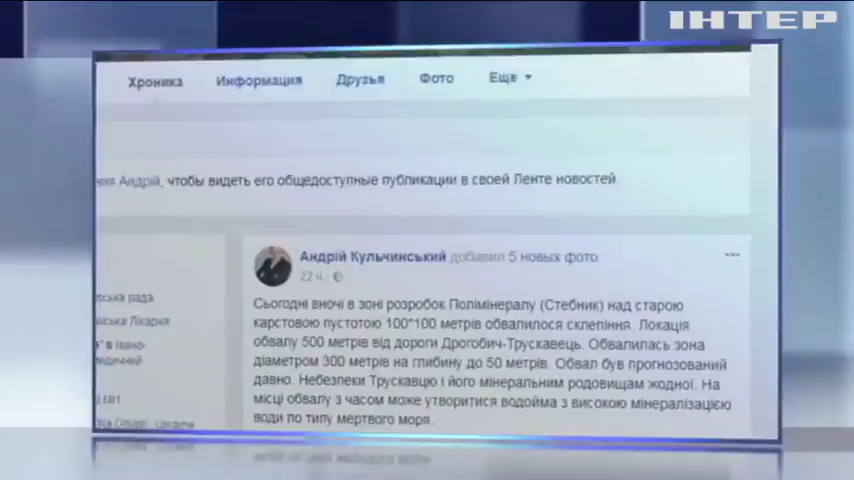 ІНТЕР
Хроника Информация Друзья Фото Еще
Андрій, чтобы видеть его общедоступные публикации в своей Ленте новостей
Андрій Кульчинський добавил 5 новых фото
22 ч
Сьогодні вночі в зоні розробок Полімінералу (Стебник) над старою
карстовою пустотою 100*100 метрів обвалилося склепіння. Локація
обвалу 500 метрів від дороги Дрогобич-Трускавець. Обвалилась зона
діаметром 300 метрів на глибину до 50 метрів. Обвал був прогнозований
давно. Небезпеки Трускавцю і його мінеральним родовищам жодної. На
місці обвалу з часом може утворитися водойма з високою мінералізацією
води по типу мертвого моря.
рада
Лікарня
в Івано-